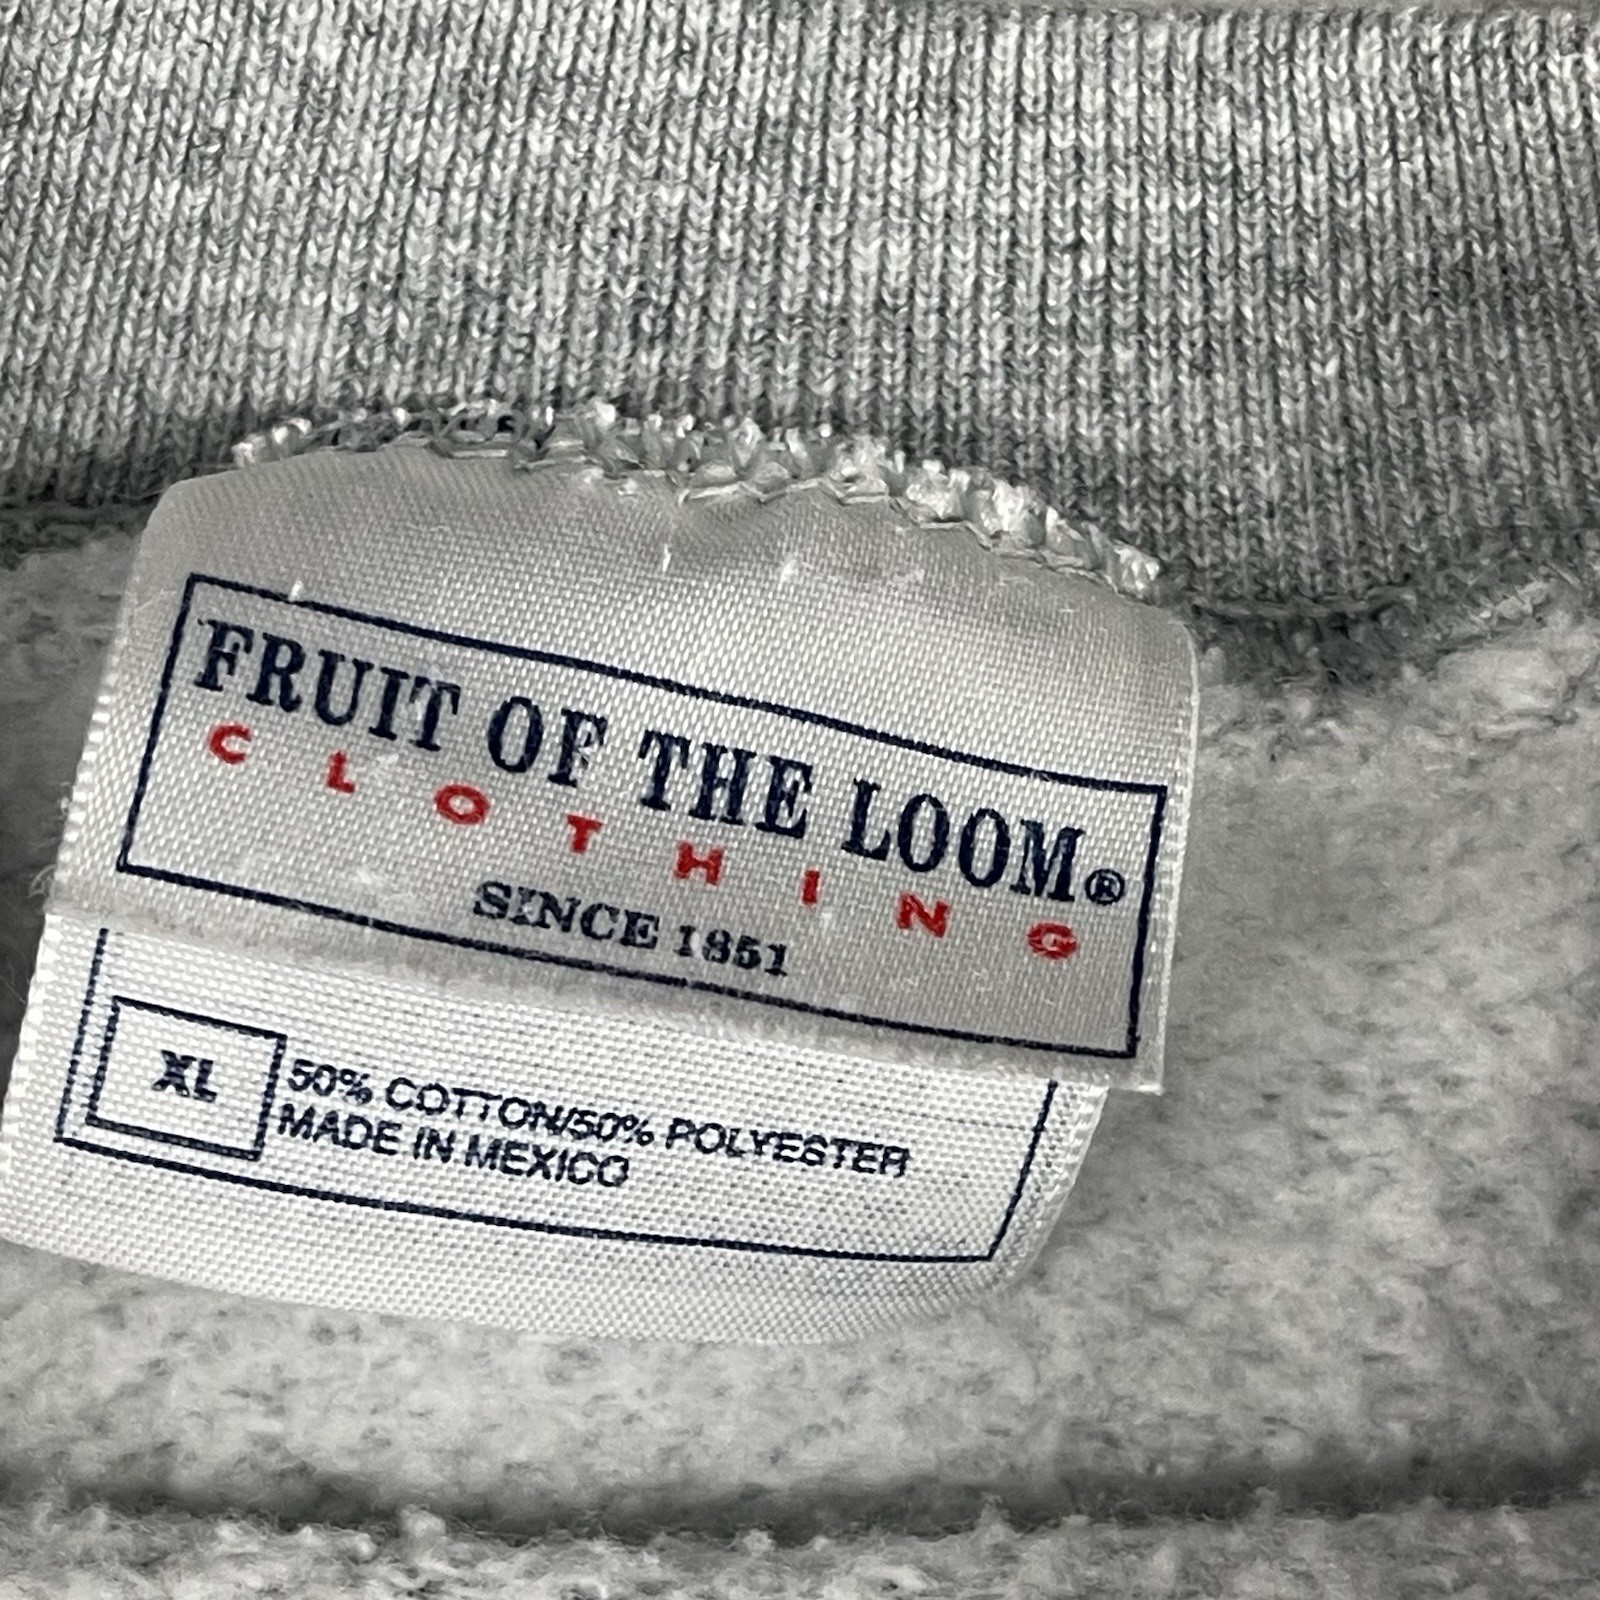 FRUIT OF THE LOOM®
CLOTHING
SINCE 1851
XL
50% COTTON/50% POLYESTER
MADE IN MEXICO